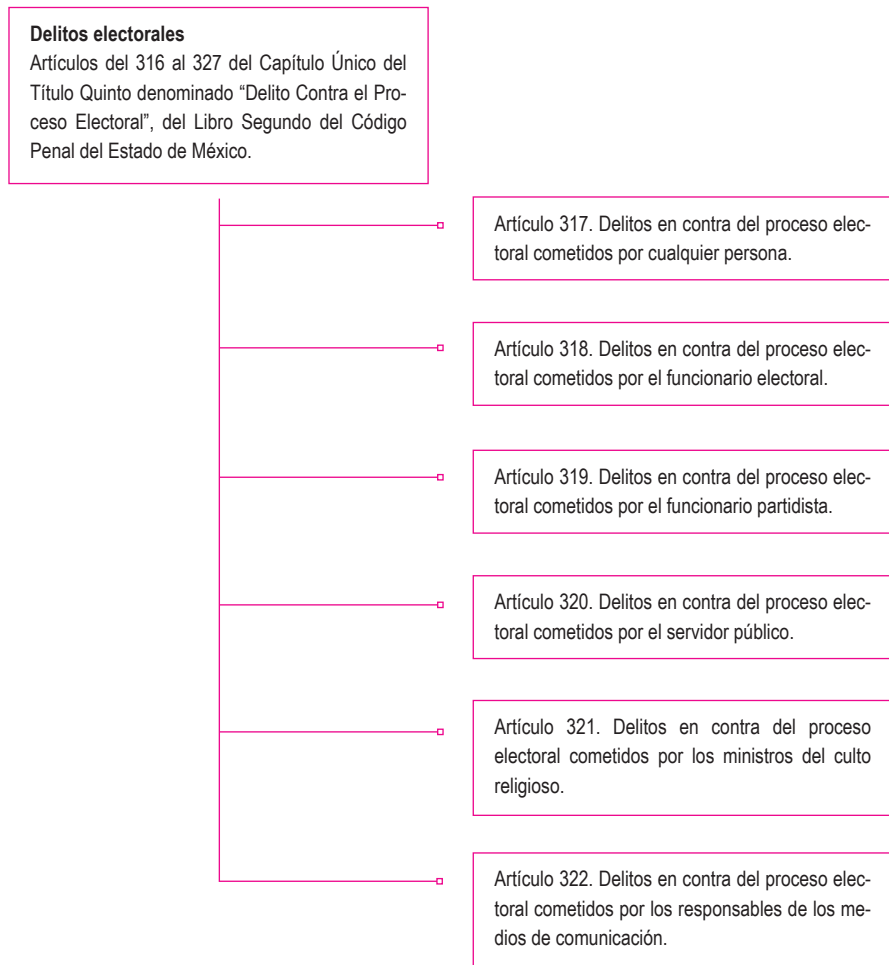 Delitos electorales
Artículos del 316 al 327 del Capítulo Único del
Título Quinto denominado “Delito Contra el Pro-
ceso Electoral”, del Libro Segundo del Código
Penal del Estado de México.
Artículo 317. Delitos en contra del proceso elec-
toral cometidos por cualquier persona.
Artículo 318. Delitos en contra del proceso elec-
toral cometidos por el funcionario electoral.
Artículo 319. Delitos en contra del proceso elec-
toral cometidos por el funcionario partidista.
Artículo 320. Delitos en contra del proceso elec-
toral cometidos por el servidor público.
Artículo 321. Delitos en contra del proceso
electoral cometidos por los ministros del culto
religioso.
Artículo 322. Delitos en contra del proceso elec-
toral cometidos por los responsables de los me-
dios de comunicación.